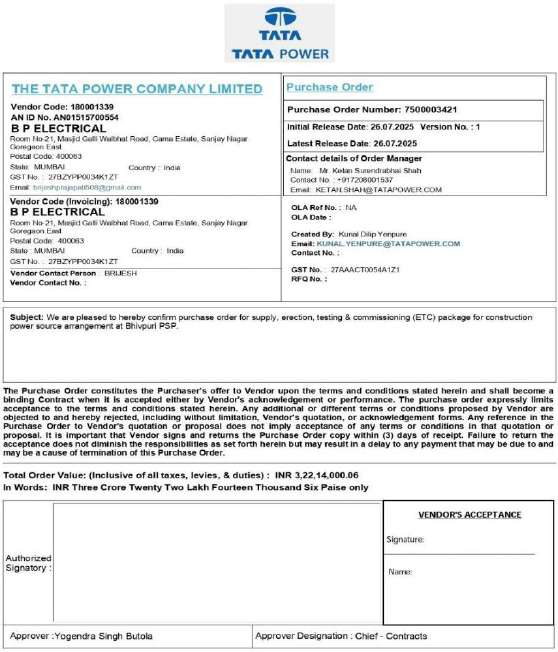 TATA
TATA POWER
THE TATA POWER COMPANY LIMITED
Vendor Code: 180001339
AN ID No. AN01515700554
B P ELECTRICAL
Room No-21, Masjid Galli Waibhat Road, Cama Estate, Sanjay Nagar
Goregaon East
Postal Code: 400063
State: MUMBAI Country : India
GST No. : 27BZYPP0034K1ZT
Email: brijeshprajapati508@gmail.com
Vendor Code (Invoicing): 180001339
B P ELECTRICAL
Room No-21, Masjid Galli Waibhat Road, Cama Estate, Sanjay Nagar
Goregaon East
Postal Code: 400063
State : MUMBAI Country : India
GST No. : 27BZYPP0034K1ZT
Vendor Contact Person : BRIJESH
Vendor Contact No. :
Purchase Order
Purchase Order Number: 7500003421
Initial Release Date: 26.07.2025 Version No. : 1
Latest Release Date: 26.07.2025
Contact details of Order Manager
Name: Mr. Ketan Surendrabhai Shah
Contact No. : +917208001537
Email: KETAN.SHAH@TATAPOWER.COM
OLA Ref No. : NA
OLA Date :
Created By: Kunal Dilip Yenpure
Email: KUNAL.YENPURE@TATAPOWER.COM
Contact No. :
GST No. : 27AAACT0054A1Z1
RFQ No. :
Subject: We are pleased to hereby confirm purchase order for supply, erection, testing & commissioning (ETC) package for construction
power source arrangement at Bhivpuri PSP.
The Purchase Order constitutes the Purchaser's offer to Vendor upon the terms and conditions stated herein and shall become a
binding Contract when it is accepted either by Vendor's acknowledgement or performance. The purchase order expressly limits
acceptance to the terms and conditions stated herein. Any additional or different terms or conditions proposed by Vendor are
objected to and hereby rejected, including without limitation, Vendor's quotation, or acknowledgement forms. Any reference in the
Purchase Order to Vendor's quotation or proposal does not imply acceptance of any terms or conditions in that quotation or
proposal. It is important that Vendor signs and returns the Purchase Order copy within (3) days of receipt. Failure to return the
acceptance does not diminish the responsibilities as set forth herein but may result in a delay to any payment that may be due to and
may be a cause of termination of this Purchase Order.
Total Order Value: (Inclusive of all taxes, levies, & duties) : INR 3,22,14,000.06
In Words: INR Three Crore Twenty Two Lakh Fourteen Thousand Six Paise only
Authorized
Signatory :
VENDOR'S ACCEPTANCE
Signature:
Name:
Approver :Yogendra Singh Butola
Approver Designation : Chief - Contracts